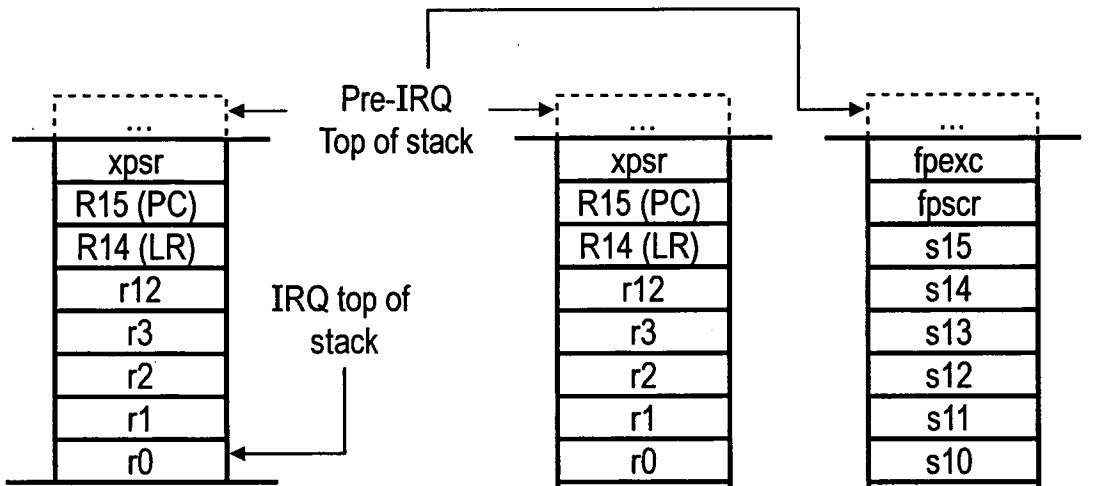 Pre-IRQ
Top of stack
...
xpsr
R15 (PC)
R14 (LR)
r12
r3
r2
r1
r0
IRQ top of
stack
...
xpsr
R15 (PC)
R14 (LR)
r12
r3
r2
r1
r0
...
fpexc
fpscr
s15
s14
s13
s12
s11
s10